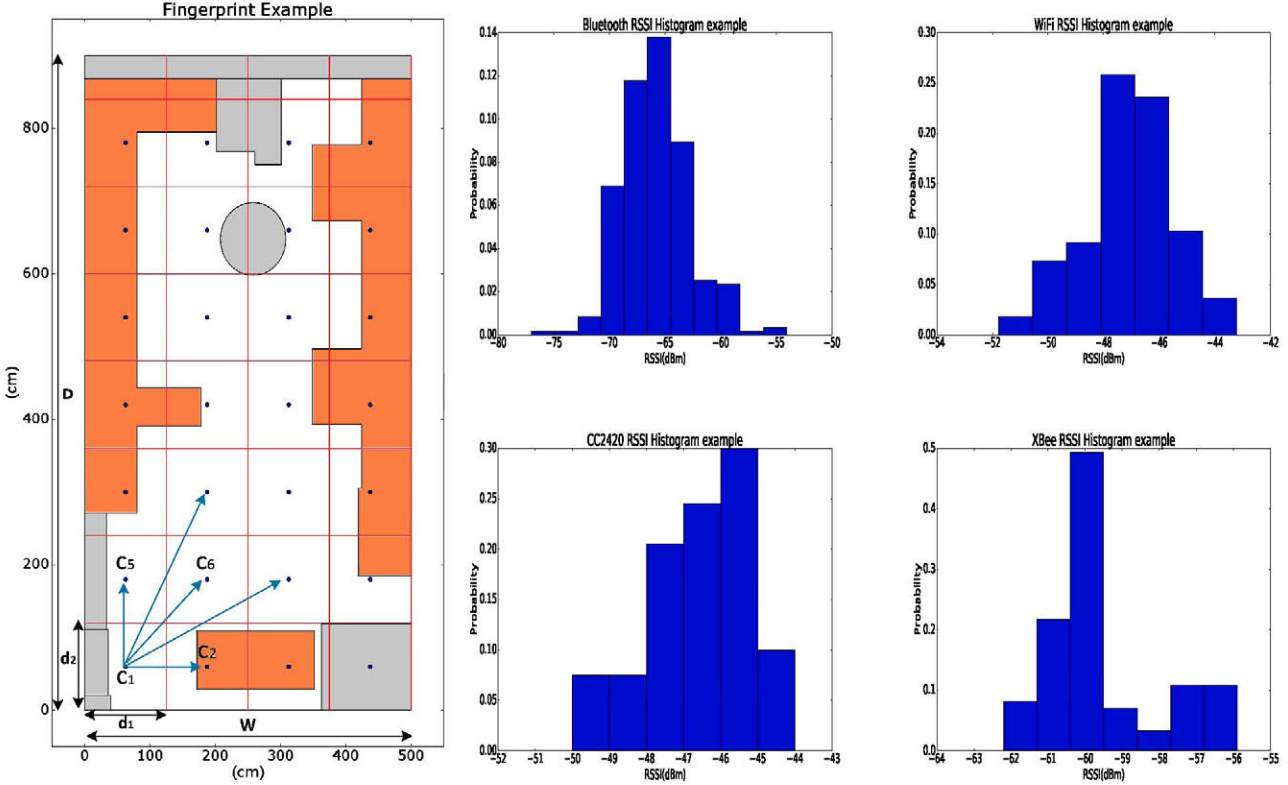 Fingerprint Example
800
600
400
200
0
(cm)
D
C5
C6
C2
C1
d2
d1
W
0 100 200 300 400 500
(cm)
Bluetooth RSSI Histogram example
0.14
0.12
0.10
0.08
0.06
0.04
0.02
0.00
Probability
−80 −70 −65 −60 −55 −50
RSSI(dBm)
WiFi RSSI Histogram example
0.30
0.25
0.20
0.15
0.10
0.05
0.00
Probability
−54 −52 −50 −48 −46 −44 −42
RSSI(dBm)
CC2420 RSSI Histogram example
0.30
0.25
0.20
0.15
0.10
0.05
0.00
Probability
−52 −51 −50 −49 −48 −47 −46 −45 −44 −43
RSSI(dBm)
XBee RSSI Histogram example
0.5
0.4
0.3
0.2
0.1
0.0
Probability
−64 −63 −62 −61 −60 −59 −58 −57 −56 −55
RSSI(dBm)